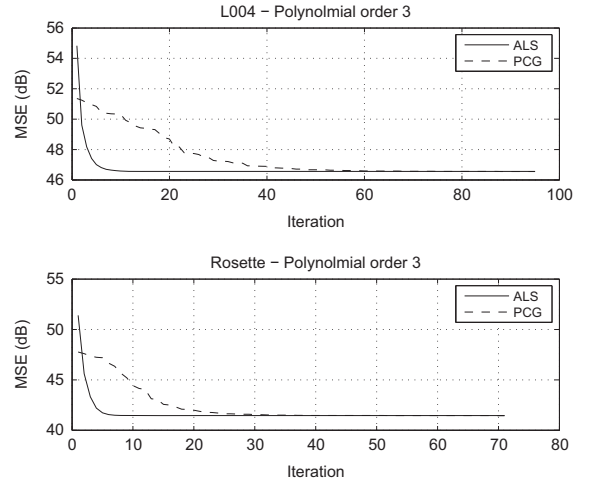 L004 − Polynolmial order 3
56
54
52
50
48
46
MSE (dB)
ALS
PCG
0 20 40 60 80 100
Iteration
Rosette − Polynolmial order 3
55
50
45
40
MSE (dB)
ALS
PCG
0 10 20 30 40 50 60 70 80
Iteration